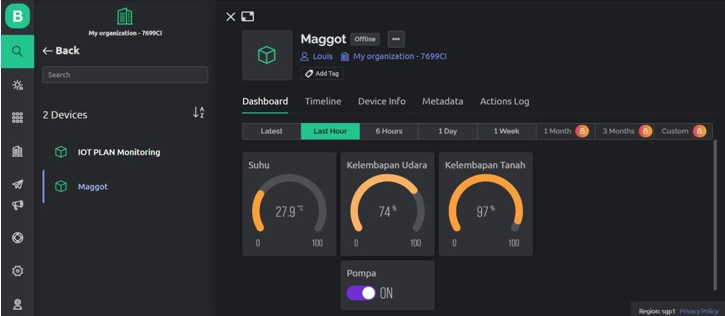 B
My organization - 7699CI
← Back
Search
2 Devices
A
Z
IOT PLAN Monitoring
Maggot
Maggot Offline ...
Louis My organization - 7699CI
Add Tag
Dashboard Timeline Device Info Metadata Actions Log
Latest Last Hour 6 Hours 1 Day 1 Week 1 Month 3 Months Custom
Suhu Kelembapan Udara Kelembapan Tanah
27.9 °C 74 % 97 %
0 100 0 100 0 100
Pompa
ON
Region: sgp1 Privacy Policy